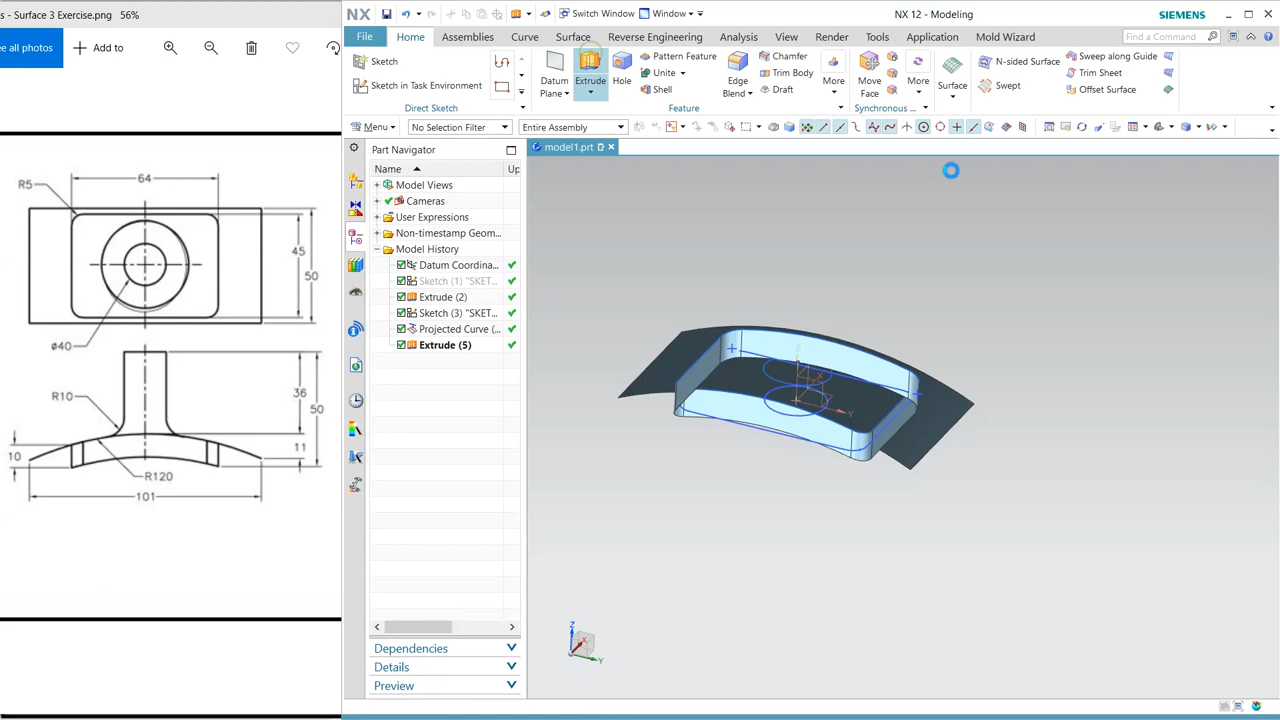 - Surface 3 Exercise.png 56%
Switch Window
Window
NX 12 - Modeling
SIEMENS
File
Home
Assemblies
Curve
Surface
Reverse Engineering
Analysis
View
Render
Tools
Application
Mold Wizard
Find a Command
ee all photos
Add to
Sketch
Sketch in Task Environment
Direct Sketch
Datum
Plane
Extrude
Hole
Pattern Feature
Unite
Shell
Edge
Blend
Chamfer
Trim Body
Draft
More
Feature
Move
Face
More
Synchronous ...
Surface
N-sided Surface
Swept
Sweep along Guide
Trim Sheet
Offset Surface
Menu
No Selection Filter
Entire Assembly
Part Navigator
model1.prt
Name
Up
Model Views
Cameras
User Expressions
Non-timestamp Geom...
Model History
Datum Coordina...
Sketch (1) "SKET...
Extrude (2)
Sketch (3) "SKET...
Projected Curve (...
Extrude (5)
Dependencies
Details
Preview
R5
64
45
50
ø40
R10
36
50
10
11
R120
101
Z
X
Y
Z
X
Y